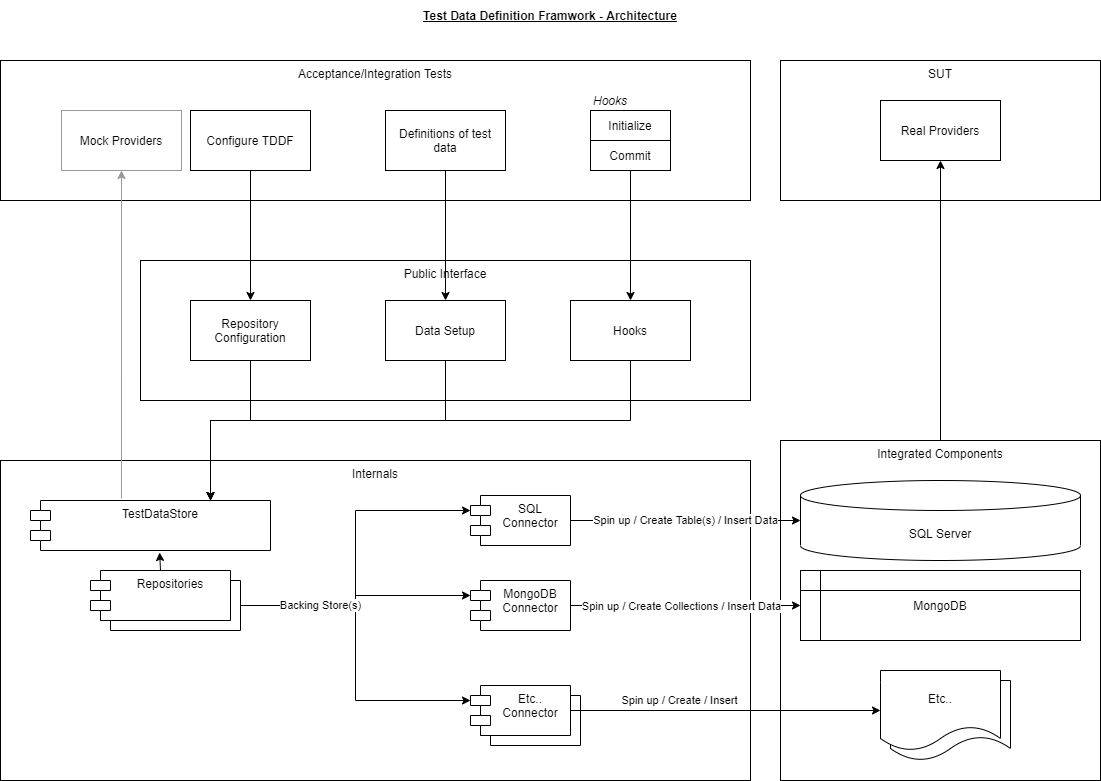 Test Data Definition Framwork - Architecture
Acceptance/Integration Tests
SUT
Hooks
Mock Providers
Configure TDDF
Definitions of test
data
Initialize
Commit
Real Providers
Public Interface
Repository
Configuration
Data Setup
Hooks
Internals
Integrated Components
TestDataStore
SQL
Connector
Spin up / Create Table(s) / Insert Data
SQL Server
Repositories
Backing Store(s)
MongoDB
Connector
Spin up / Create Collections / Insert Data
MongoDB
Etc..
Connector
Spin up / Create / Insert
Etc..